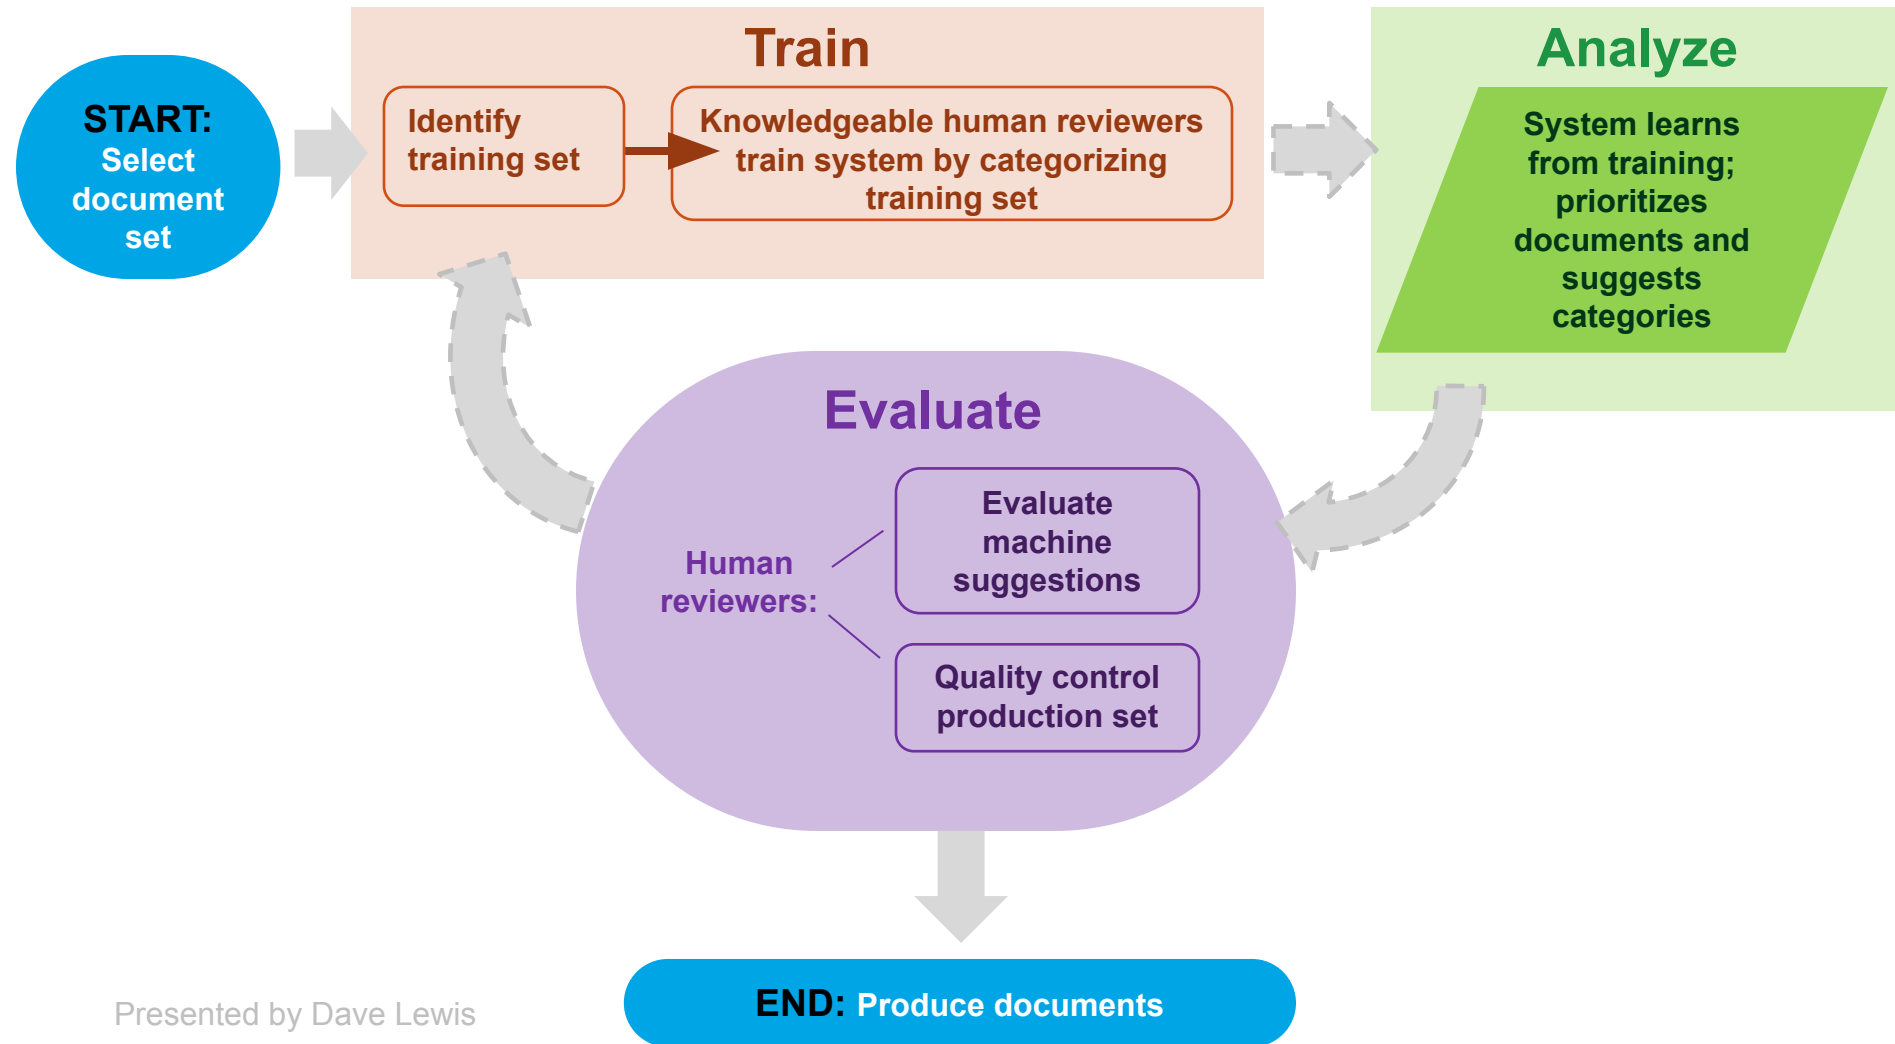 Train
Analyze
START:
Select
document
set
Identify
training set
Knowledgeable human reviewers
train system by categorizing
training set
System learns
from training;
prioritizes
documents and
suggests
categories
Evaluate
Human
reviewers:
Evaluate
machine
suggestions
Quality control
production set
END: Produce documents
Presented by Dave Lewis